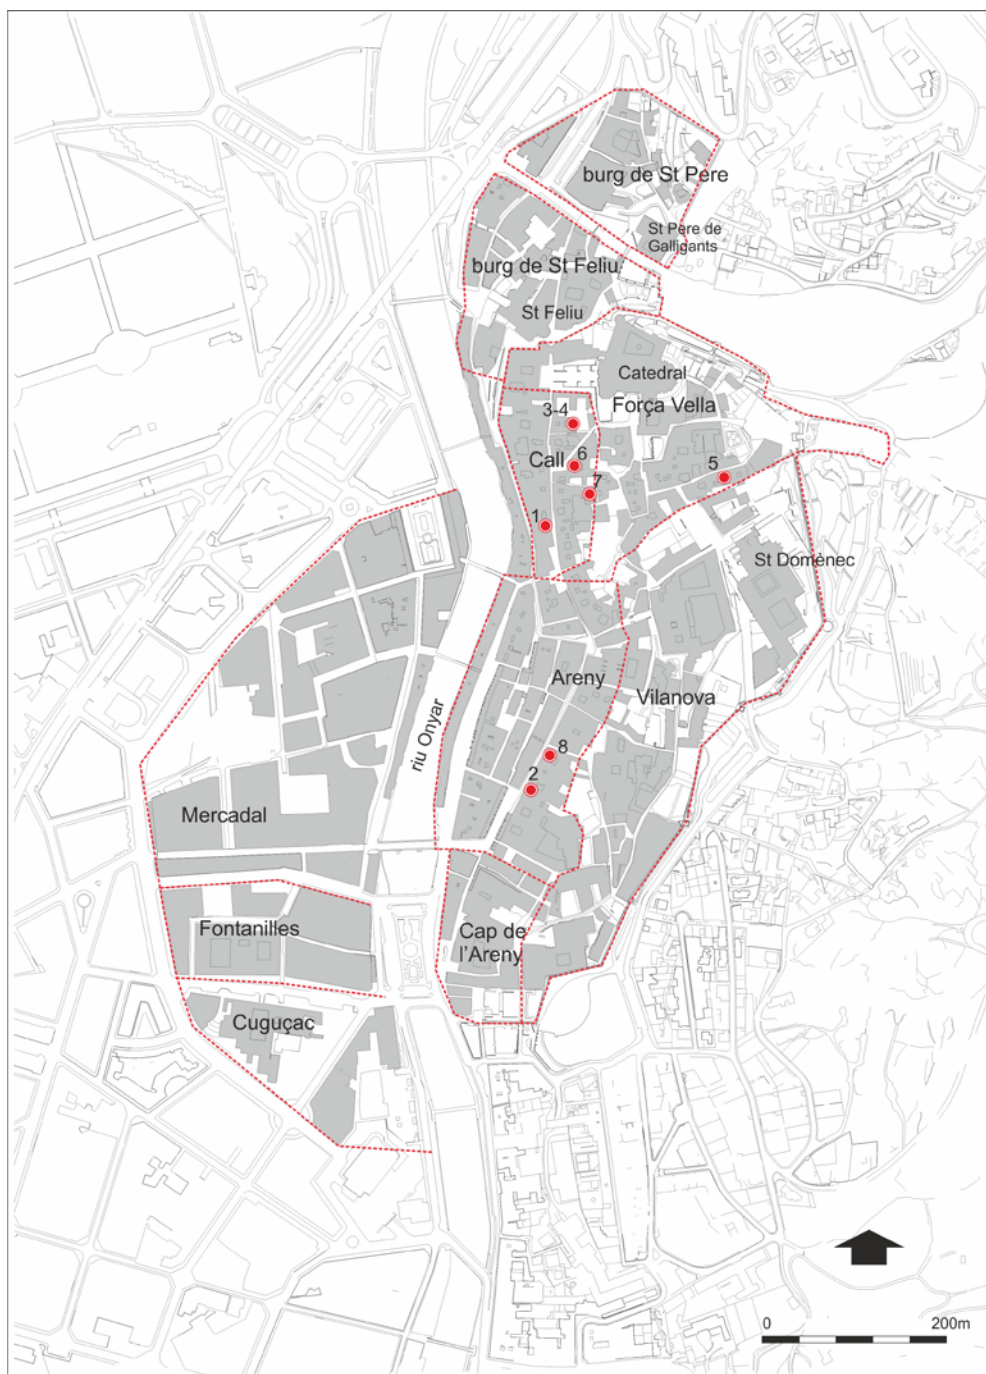 burg de St Pere
St Pere de
Galligants
burg de St Feliu
St Feliu
Catedral
3-4
Força Vella
Call
6
5
7
1
St Domènec
Areny
Vilanova
riu Onyar
8
2
Mercadal
Fontanilles
Cap de
l'Areny
Cuguçac
0
200m